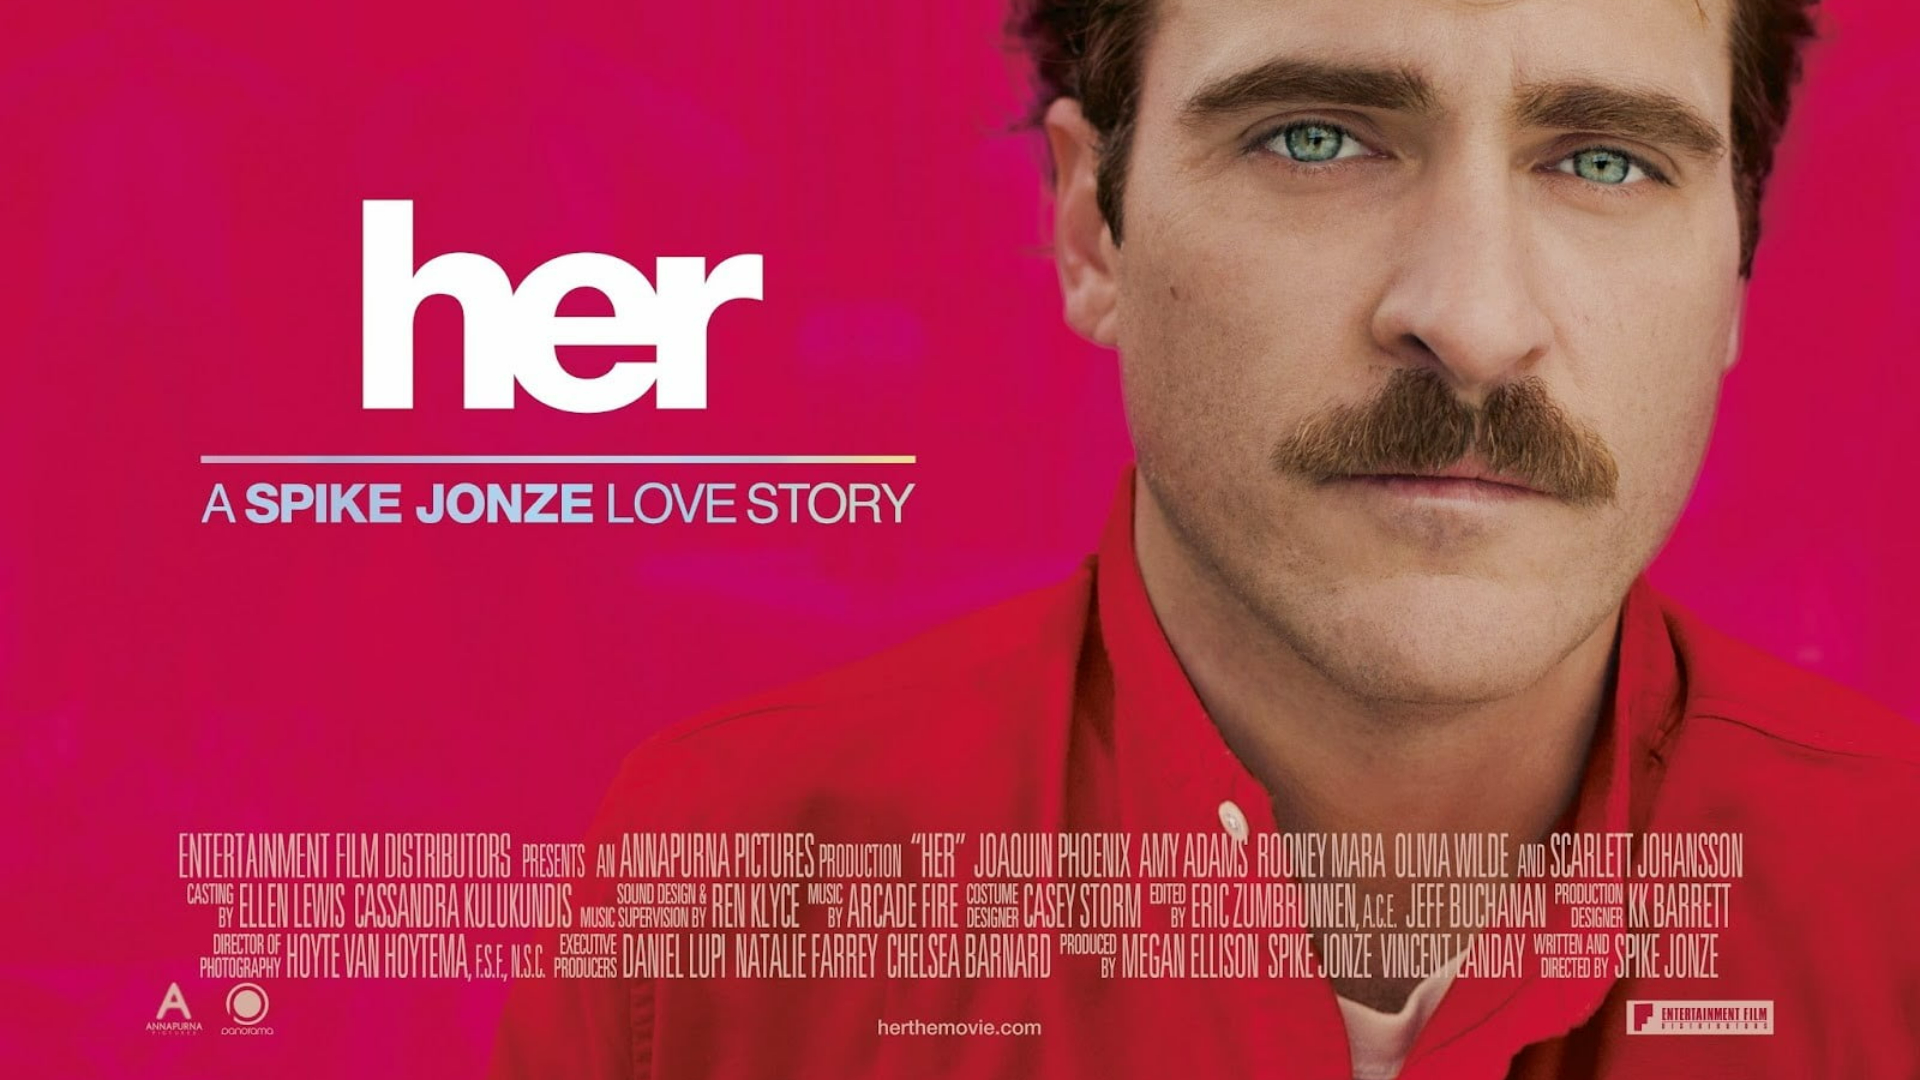 her
A SPIKE JONZE LOVE STORY
ENTERTAINMENT FILM DISTRIBUTORS PRESENTS AN ANNAPURNA PICTURES PRODUCTION “HER” JOAQUIN PHOENIX AMY ADAMS ROONEY MARA OLIVIA WILDE AND SCARLETT JOHANSSON
CASTING BY ELLEN LEWIS CASSANDRA KULUKUNDIS SOUND DESIGN & MUSIC SUPERVISION BY REN KLYCE MUSIC BY ARCADE FIRE COSTUME DESIGNER CASEY STORM EDITED BY ERIC ZUMBRUNNEN, A.C.E. JEFF BUCHANAN PRODUCTION DESIGNER KK BARRETT
DIRECTOR OF PHOTOGRAPHY HOYTE VAN HOYTEMA, F.S.F., N.S.C. EXECUTIVE PRODUCERS DANIEL LUPI NATALIE FARREY CHELSEA BARNARD PRODUCED BY MEGAN ELLISON SPIKE JONZE VINCENT LANDAY WRITTEN AND DIRECTED BY SPIKE JONZE
ANNAPURNA
PICTURES
panorama
herthemovie.com
ENTERTAINMENT FILM
DISTRIBUTORS